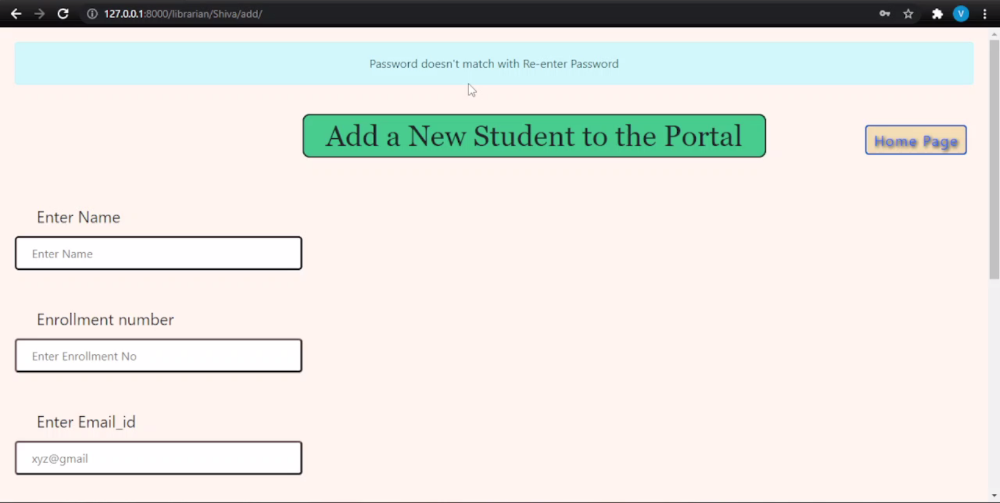 127.0.0.1:8000/librarian/Shiva/add/
V
Password doesn't match with Re-enter Password
Add a New Student to the Portal
Home Page
Enter Name
Enter Name
Enrollment number
Enter Enrollment No
Enter Email_id
xyz@gmail